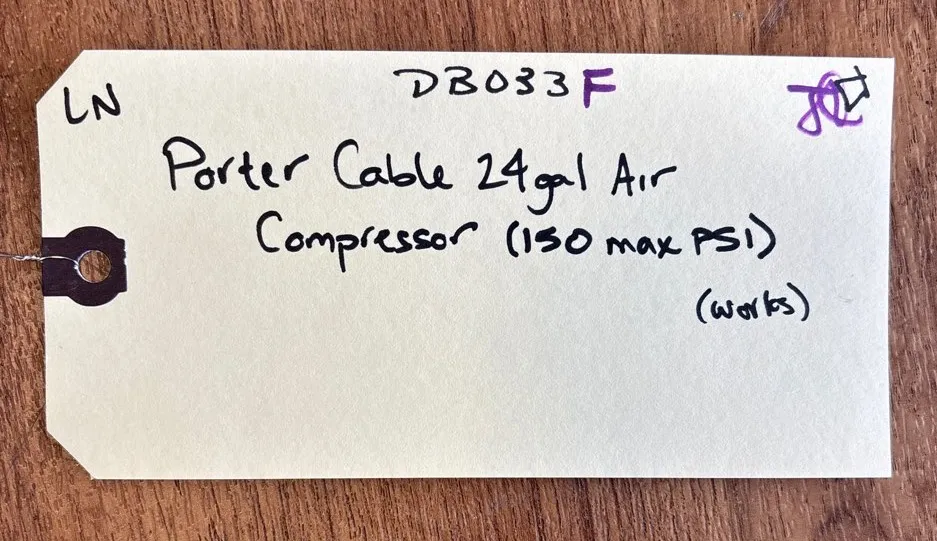 LN
DB033F
Porter Cable 24gal Air
Compressor (150 max PSI)
(works)